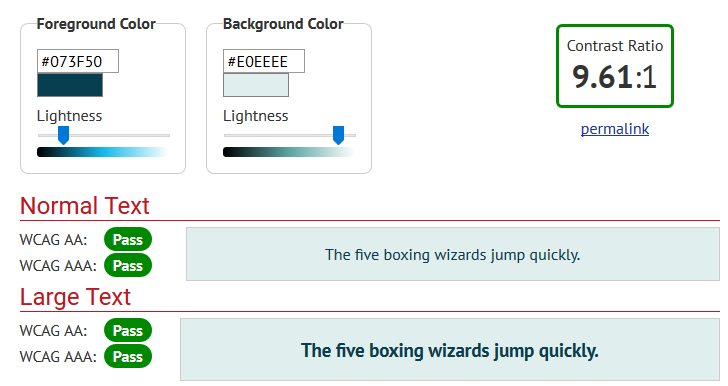 Foreground Color
Background Color
#073F50
#E0EEEE
Lightness
Lightness
Contrast Ratio
9.61:1
permalink
Normal Text
WCAG AA: Pass
WCAG AAA: Pass
The five boxing wizards jump quickly.
Large Text
WCAG AA: Pass
WCAG AAA: Pass
The five boxing wizards jump quickly.